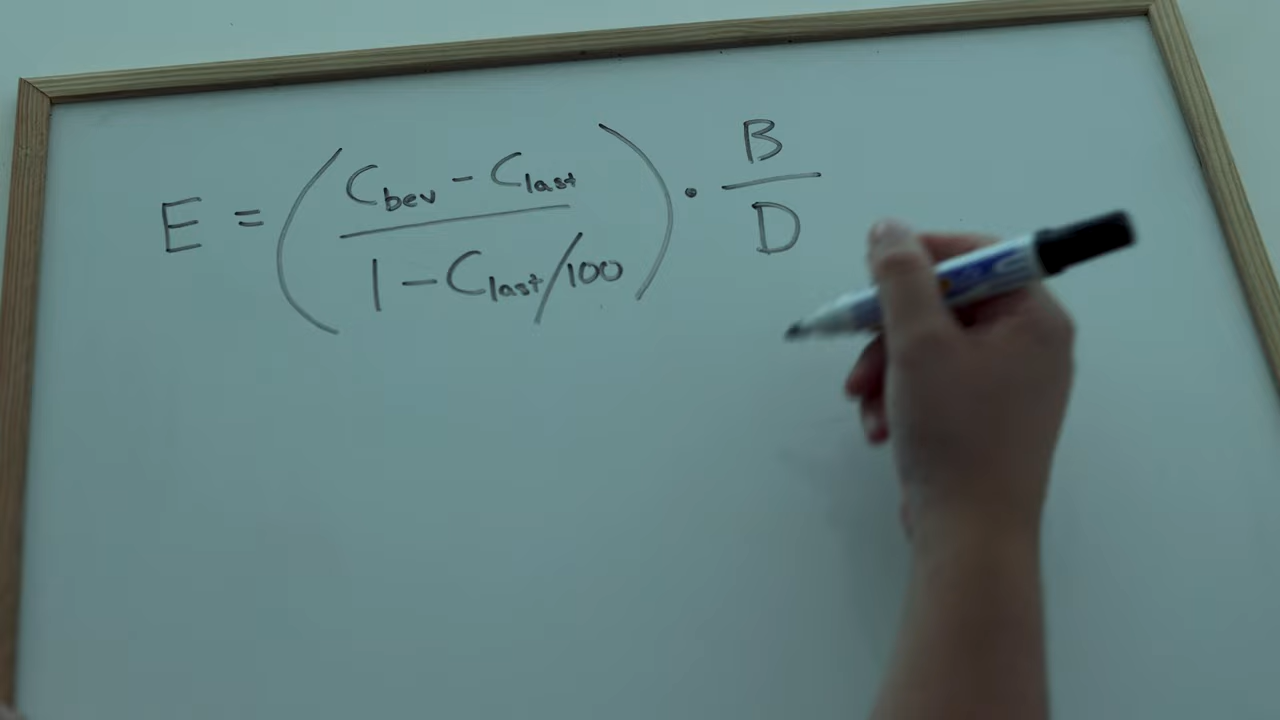 E = ( (C_bev - C_last) / (1 - C_last/100) ) · B/D